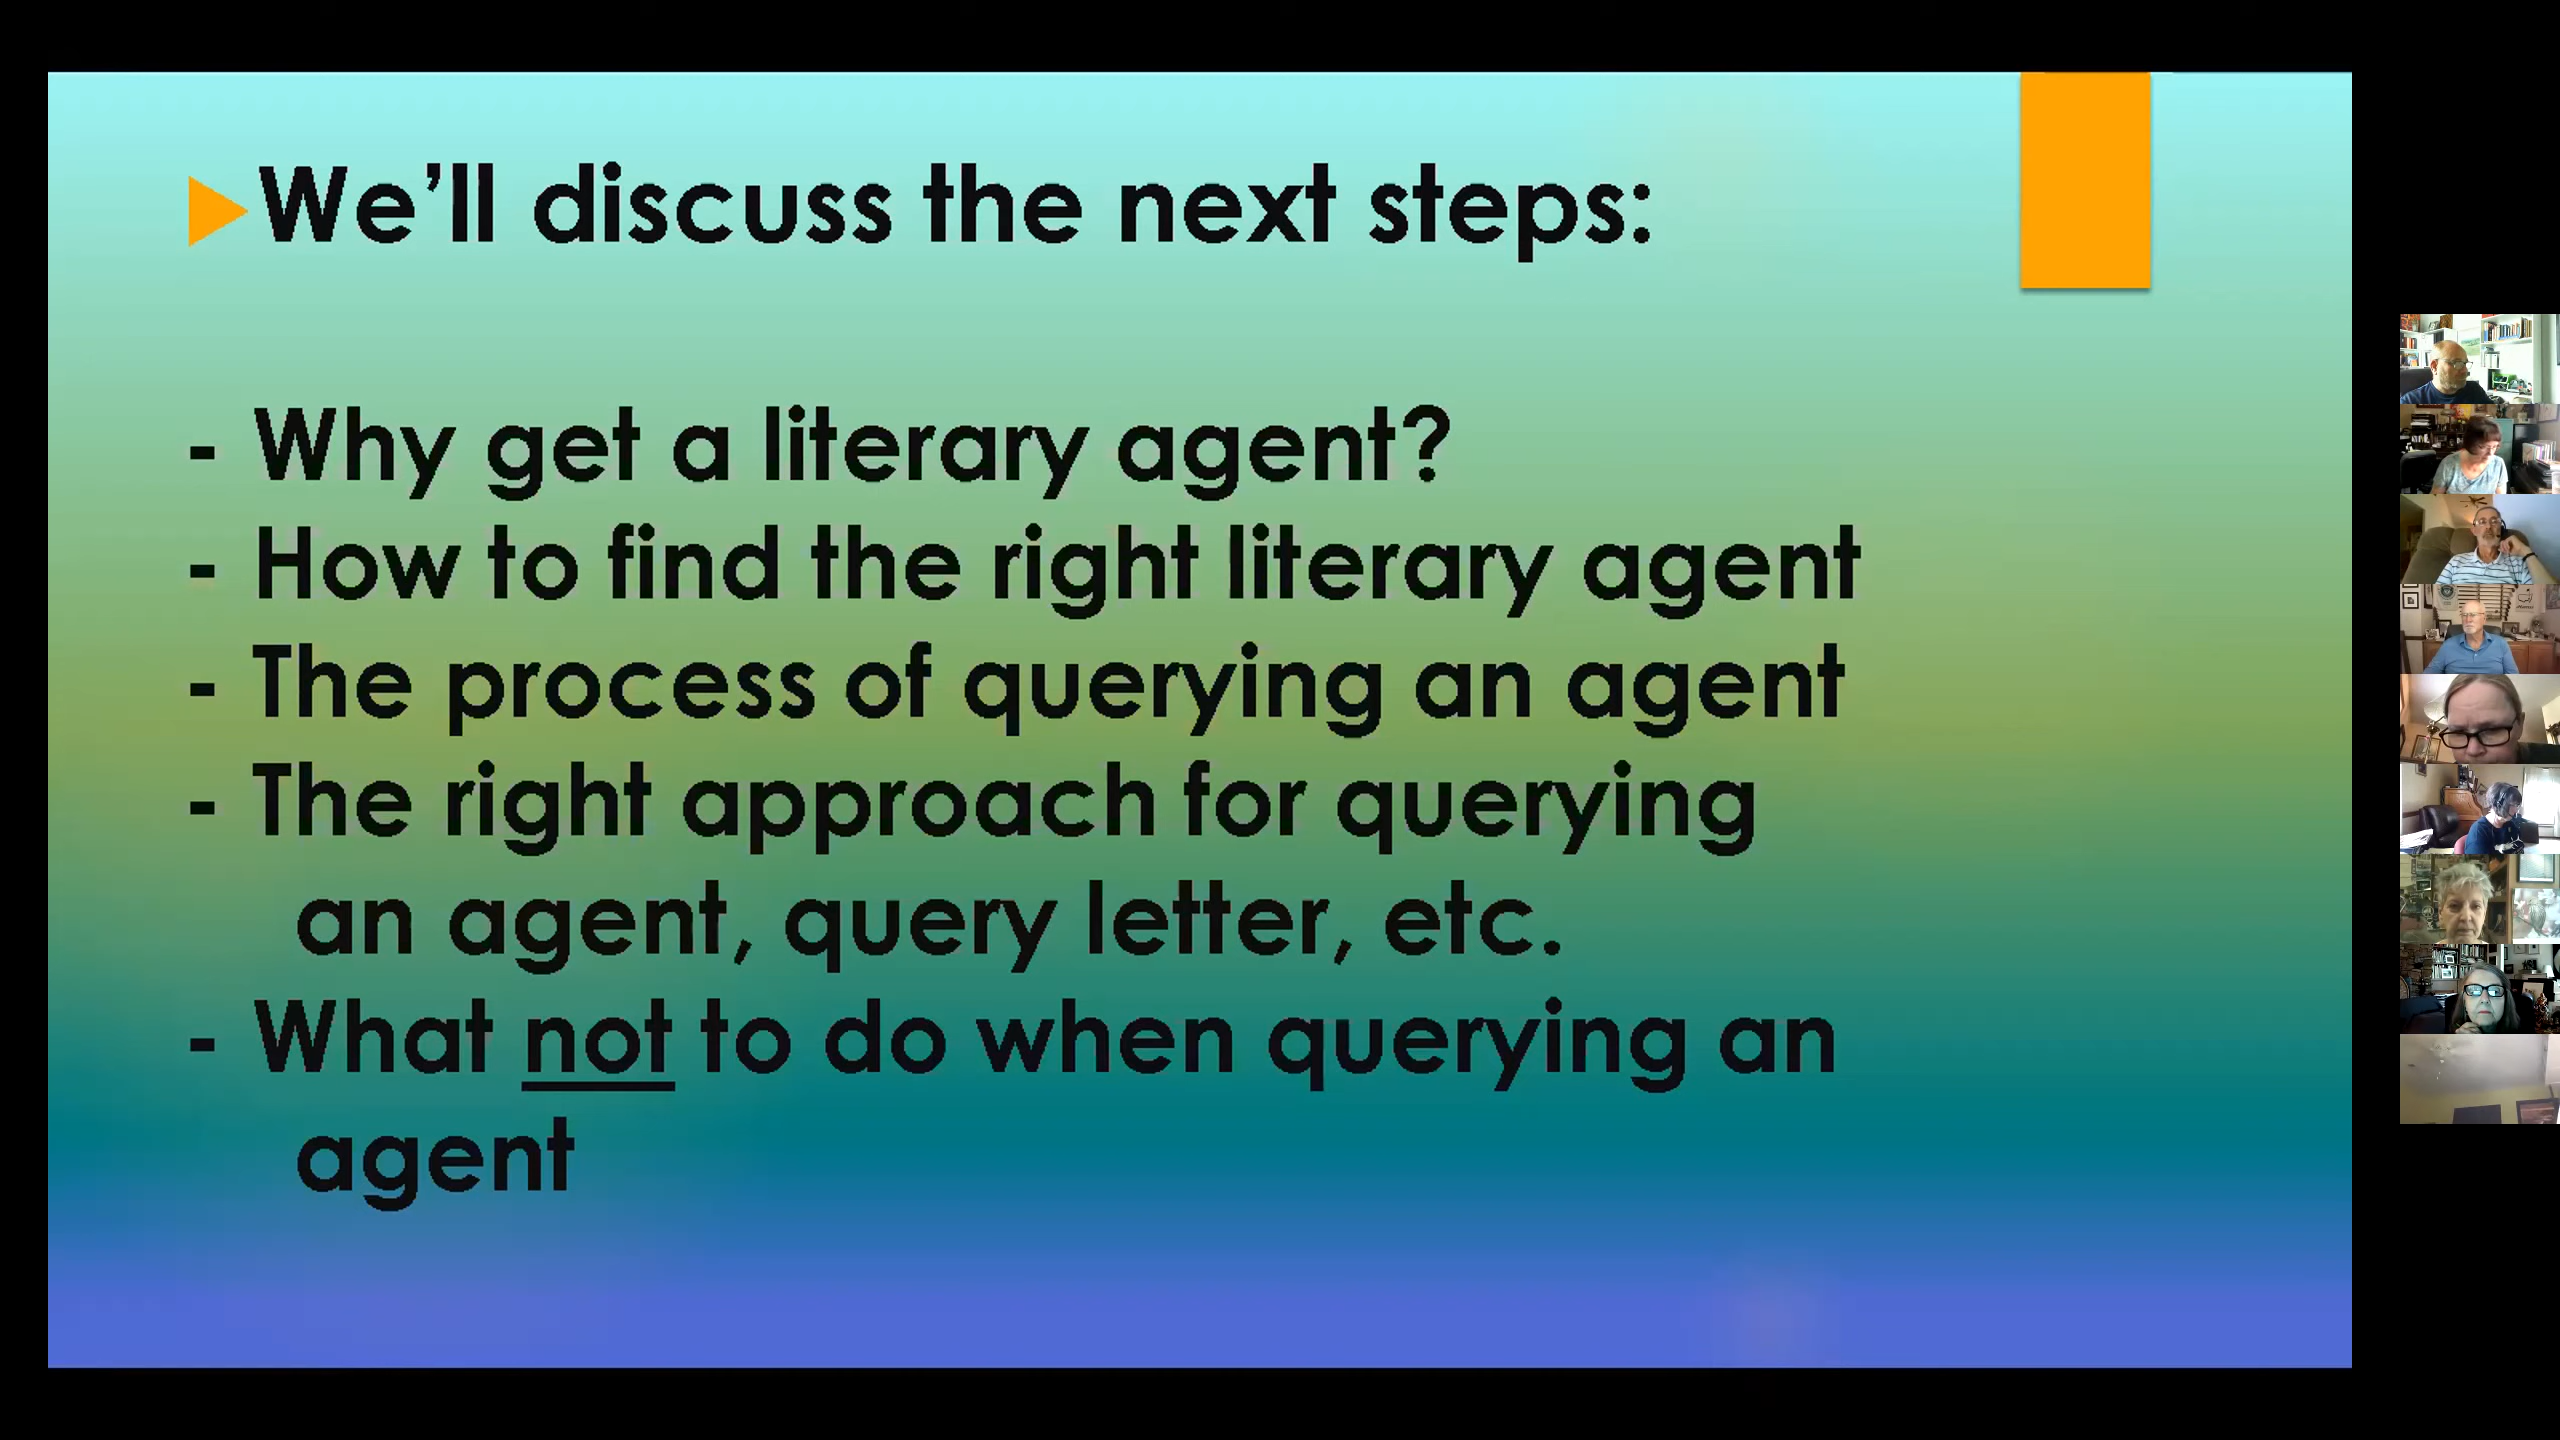 We'll discuss the next steps:
- Why get a literary agent?
- How to find the right literary agent
- The process of querying an agent
- The right approach for querying
an agent, query letter, etc.
- What not to do when querying an
agent